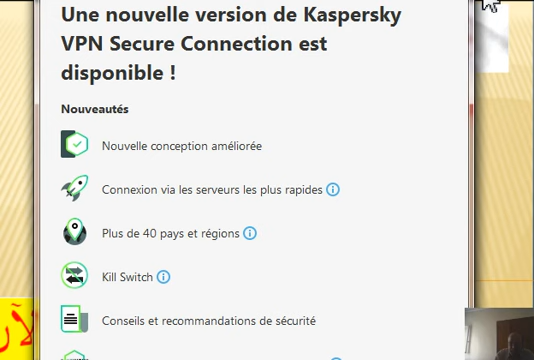 Une nouvelle version de Kaspersky
VPN Secure Connection est
disponible !
Nouveautés
Nouvelle conception améliorée
Connexion via les serveurs les plus rapides
Plus de 40 pays et régions
Kill Switch
Conseils et recommandations de sécurité